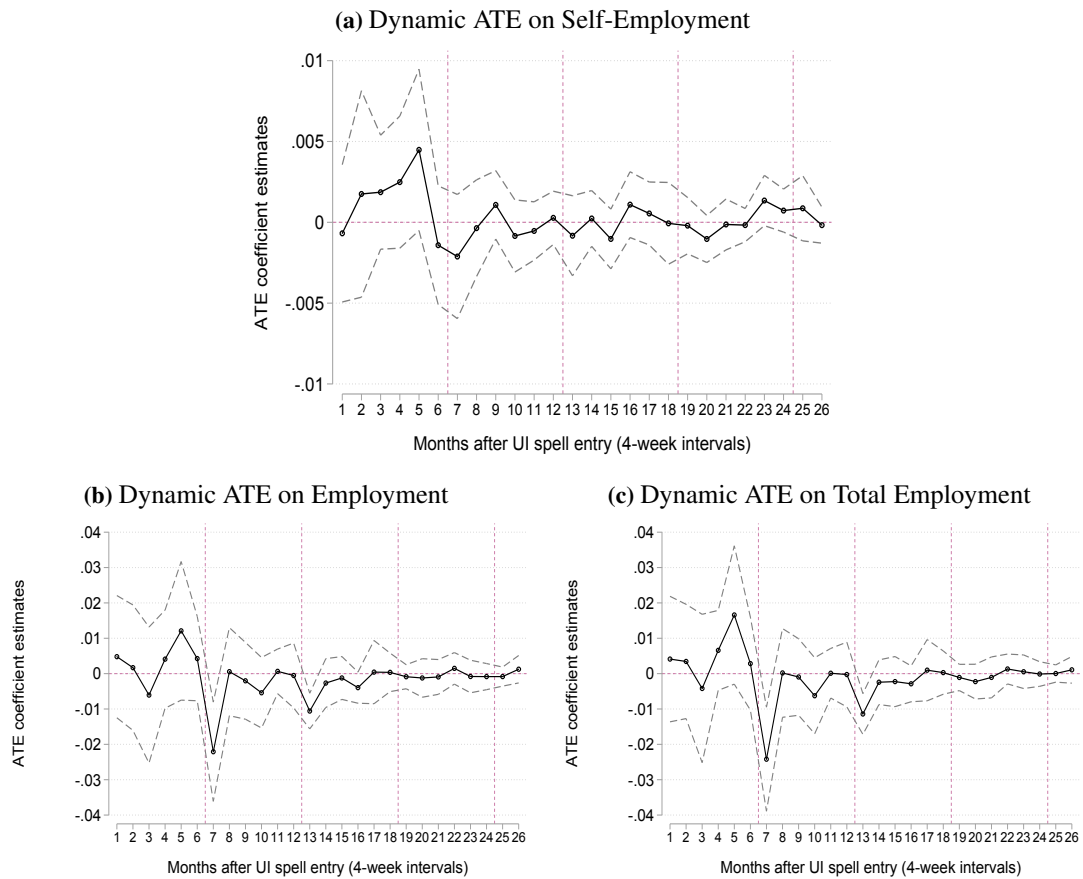 (a) Dynamic ATE on Self-Employment
ATE coefficient estimates
.01
.005
0
-.005
-.01
1 2 3 4 5 6 7 8 9 10 11 12 13 14 15 16 17 18 19 20 21 22 23 24 25 26
Months after UI spell entry (4-week intervals)
(b) Dynamic ATE on Employment
ATE coefficient estimates
.04
.03
.02
.01
0
-.01
-.02
-.03
-.04
1 2 3 4 5 6 7 8 9 10 11 12 13 14 15 16 17 18 19 20 21 22 23 24 25 26
Months after UI spell entry (4-week intervals)
(c) Dynamic ATE on Total Employment
ATE coefficient estimates
.04
.03
.02
.01
0
-.01
-.02
-.03
-.04
1 2 3 4 5 6 7 8 9 10 11 12 13 14 15 16 17 18 19 20 21 22 23 24 25 26
Months after UI spell entry (4-week intervals)